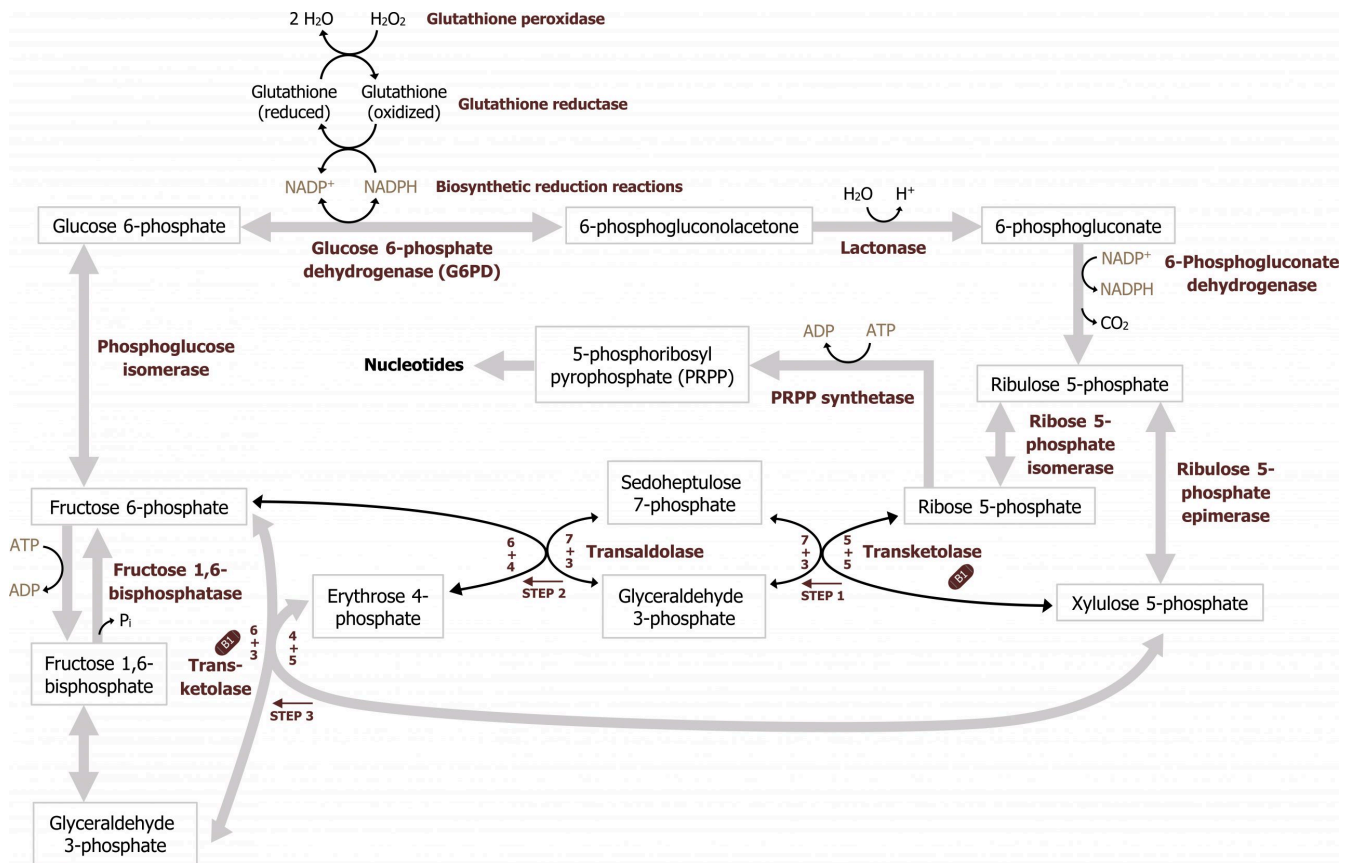 2 H₂O
H₂O₂
Glutathione peroxidase
Glutathione
(reduced)
Glutathione
(oxidized)
Glutathione reductase
NADP⁺
NADPH
Biosynthetic reduction reactions
Glucose 6-phosphate
Glucose 6-phosphate
dehydrogenase (G6PD)
6-phosphogluconolacetone
H₂O
H⁺
Lactonase
6-phosphogluconate
NADP⁺
NADPH
CO₂
6-Phosphogluconate
dehydrogenase
Phosphoglucose
isomerase
Nucleotides
5-phosphoribosyl
pyrophosphate (PRPP)
ADP
ATP
PRPP synthetase
Ribulose 5-phosphate
Ribose 5-
phosphate
isomerase
Ribulose 5-
phosphate
epimerase
Fructose 6-phosphate
Sedoheptulose
7-phosphate
Ribose 5-phosphate
6
+
4
7
+
3
Transaldolase
STEP 2
7
+
3
5
+
5
Transketolase
B1
STEP 1
ATP
ADP
Fructose 1,6-
bisphosphatase
Pi
Erythrose 4-
phosphate
Glyceraldehyde
3-phosphate
Xylulose 5-phosphate
Fructose 1,6-
bisphosphate
B1
Trans-
ketolase
6
+
3
4
+
5
STEP 3
Glyceraldehyde
3-phosphate